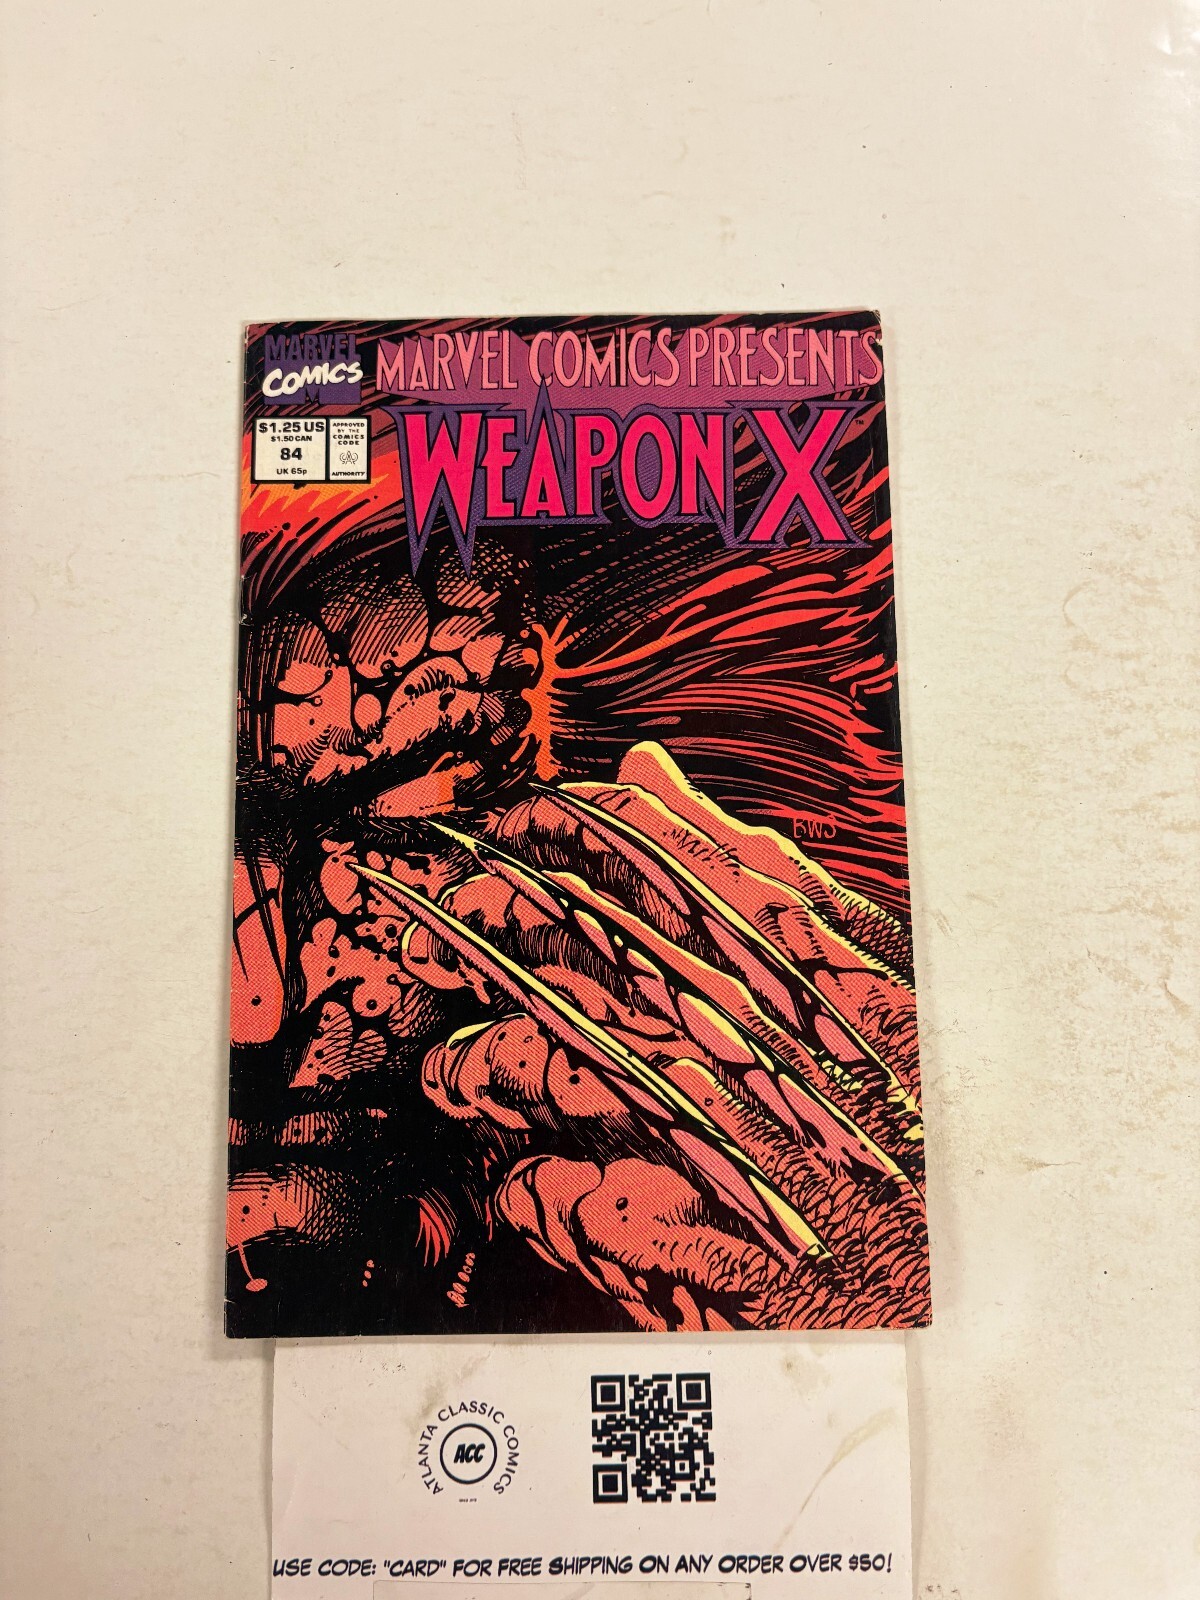 MARVEL
COMICS
MARVEL COMICS PRESENTS
WEAPON X™
$1.25 US
$1.50 CAN
84
UK 65p
APPROVED
BY THE
COMICS
CODE
AUTHORITY
BWS
ATLANTA CLASSIC COMICS
ACC
USE CODE: "CARD" FOR FREE SHIPPING ON ANY ORDER OVER $50!